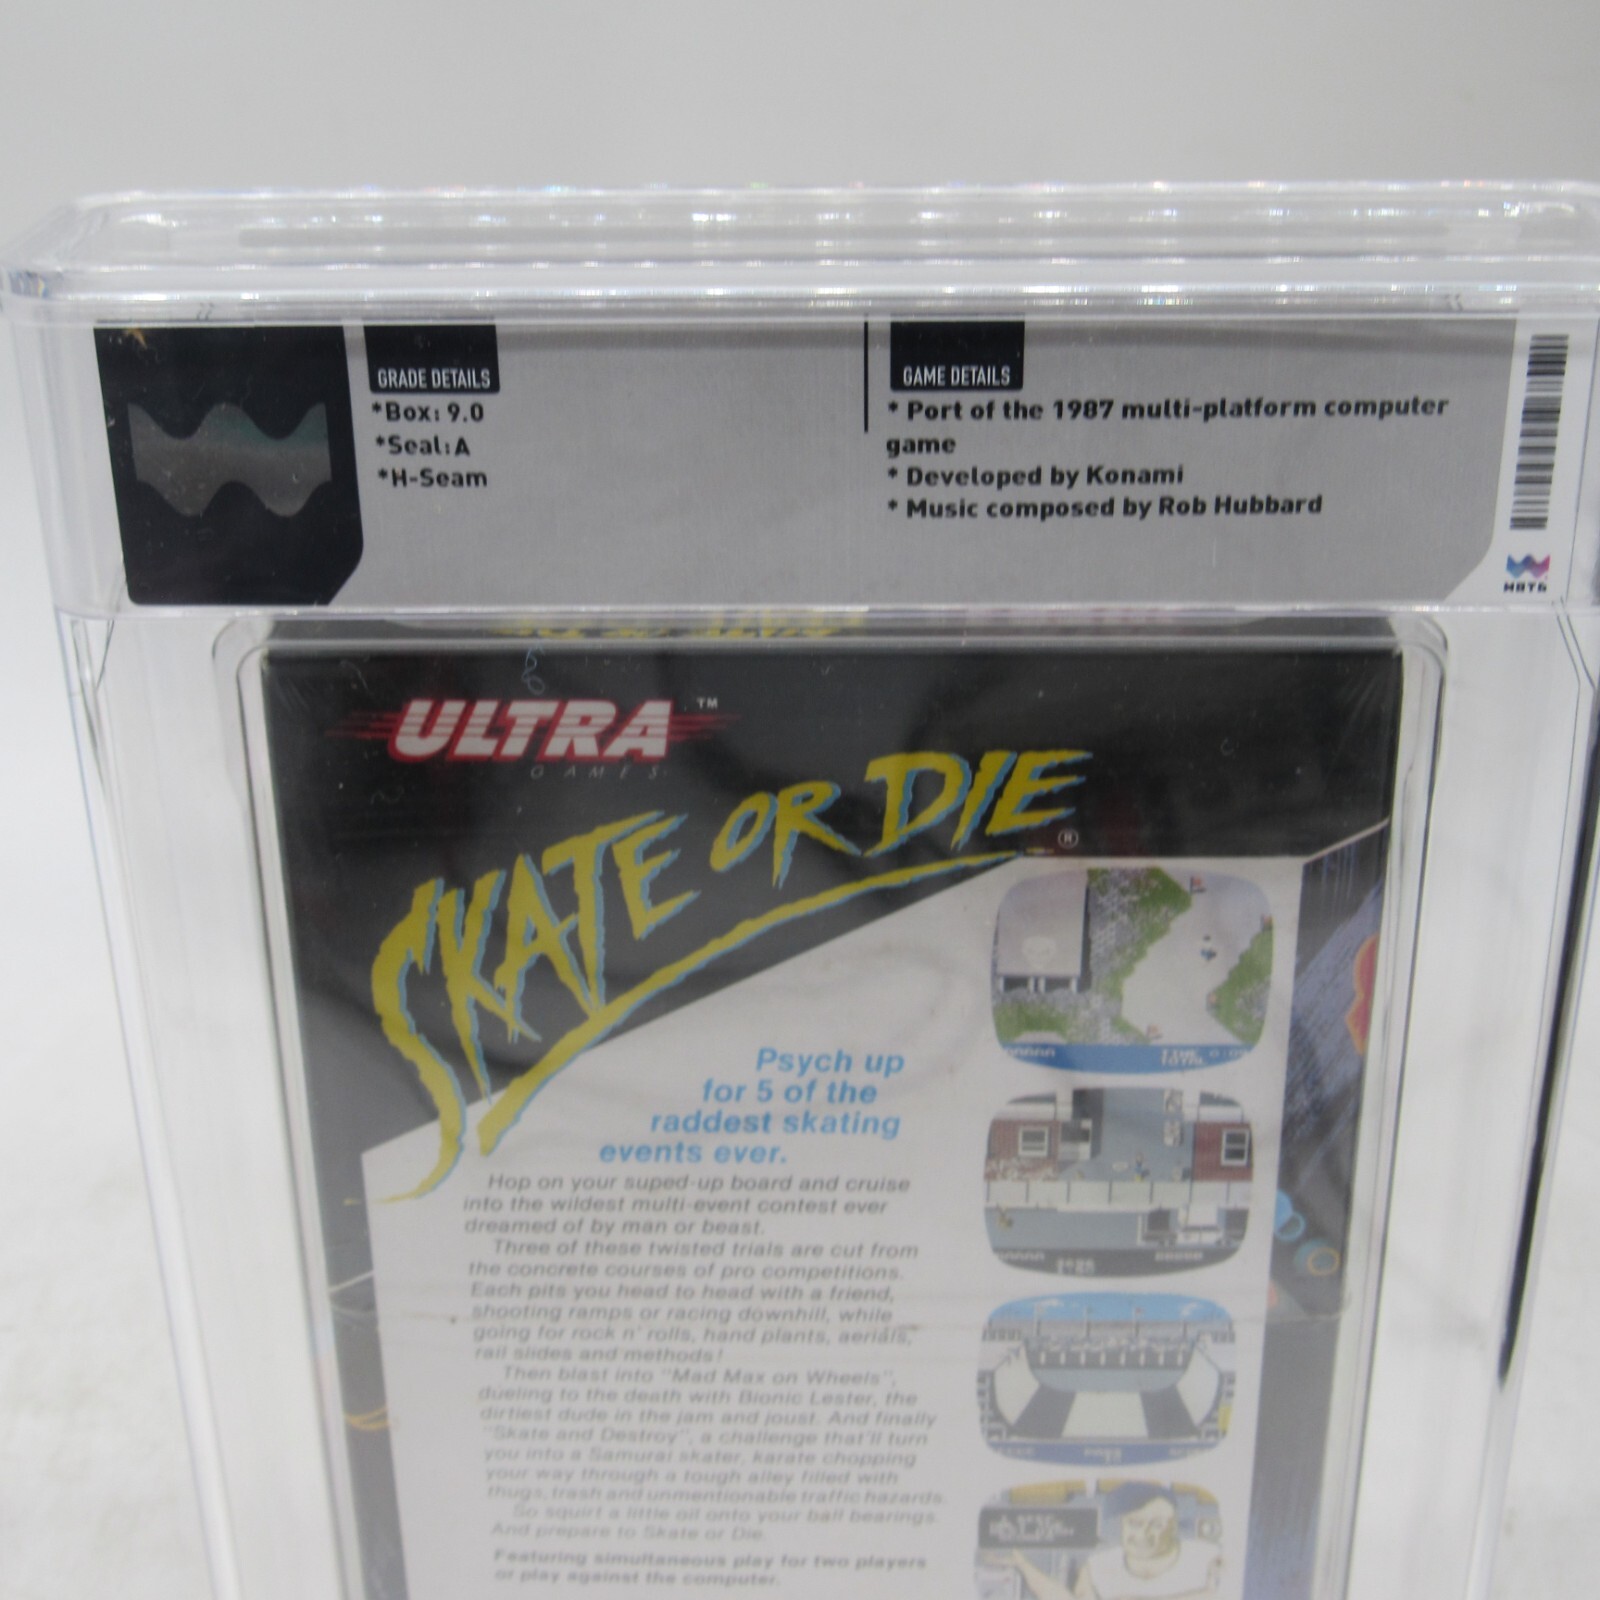 GRADE DETAILS
*Box: 9.0
*Seal: A
*H-Seam
GAME DETAILS
* Port of the 1987 multi-platform computer
game
* Developed by Konami
* Music composed by Rob Hubbard
WATA
ULTRA™
GAMES
SKATE OR DIE®
Psych up
for 5 of the
raddest skating
events ever.
Hop on your suped-up board and cruise
into the wildest multi-event contest ever
dreamed of by man or beast.
Three of these twisted trials are cut from
the concrete courses of pro competitions.
Each pits you head to head with a friend,
shooting ramps or racing downhill, while
going for rock n' rolls, hand plants, aerials,
rail slides and methods!
Then blast into "Mad Max on Wheels",
dueling to the death with Bionic Lester, the
dirtiest dude in the jam and joust. And finally
"Skate and Destroy", a challenge that'll turn
you into a Samurai skater, karate chopping
your way through a tough alley filled with
thugs, trash and unmentionable traffic hazards.
So squirt a little oil onto your ball bearings.
And prepare to Skate or Die.
Featuring simultaneous play for two players
or play against the computer.